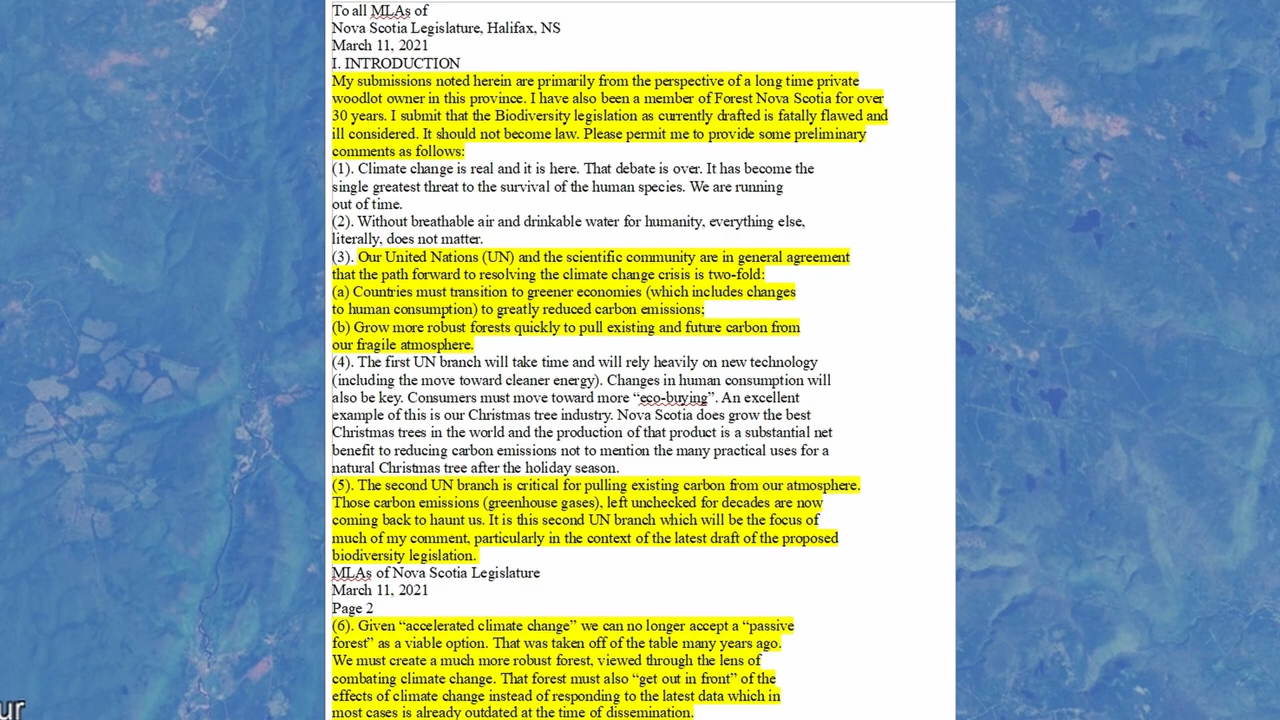 To all MLAs of
Nova Scotia Legislature, Halifax, NS
March 11, 2021
I. INTRODUCTION
My submissions noted herein are primarily from the perspective of a long time private
woodlot owner in this province. I have also been a member of Forest Nova Scotia for over
30 years. I submit that the Biodiversity legislation as currently drafted is fatally flawed and
ill considered. It should not become law. Please permit me to provide some preliminary
comments as follows:
(1). Climate change is real and it is here. That debate is over. It has become the
single greatest threat to the survival of the human species. We are running
out of time.
(2). Without breathable air and drinkable water for humanity, everything else,
literally, does not matter.
(3). Our United Nations (UN) and the scientific community are in general agreement
that the path forward to resolving the climate change crisis is two-fold:
(a) Countries must transition to greener economies (which includes changes
to human consumption) to greatly reduced carbon emissions;
(b) Grow more robust forests quickly to pull existing and future carbon from
our fragile atmosphere.
(4). The first UN branch will take time and will rely heavily on new technology
(including the move toward cleaner energy). Changes in human consumption will
also be key. Consumers must move toward more “eco-buying”. An excellent
example of this is our Christmas tree industry. Nova Scotia does grow the best
Christmas trees in the world and the production of that product is a substantial net
benefit to reducing carbon emissions not to mention the many practical uses for a
natural Christmas tree after the holiday season.
(5). The second UN branch is critical for pulling existing carbon from our atmosphere.
Those carbon emissions (greenhouse gases), left unchecked for decades are now
coming back to haunt us. It is this second UN branch which will be the focus of
much of my comment, particularly in the context of the latest draft of the proposed
biodiversity legislation.
MLAs of Nova Scotia Legislature
March 11, 2021
Page 2
(6). Given “accelerated climate change” we can no longer accept a “passive
forest” as a viable option. That was taken off of the table many years ago.
We must create a much more robust forest, viewed through the lens of
combating climate change. That forest must also “get out in front” of the
effects of climate change instead of responding to the latest data which in
most cases is already outdated at the time of dissemination.